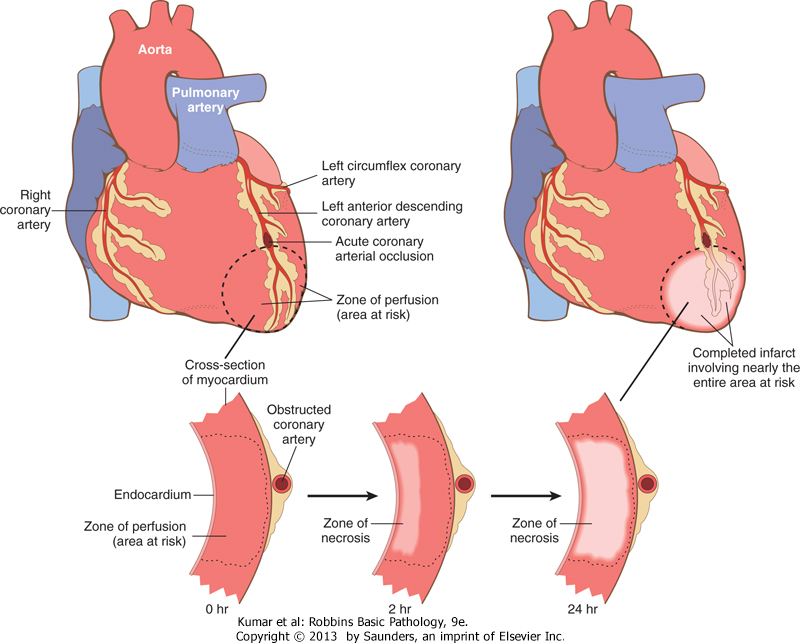 Aorta
Pulmonary
artery
Left circumflex coronary
artery
Right
coronary
artery
Left anterior descending
coronary artery
Acute coronary
arterial occlusion
Zone of perfusion
(area at risk)
Completed infarct
involving nearly the
entire area at risk
Cross-section
of myocardium
Obstructed
coronary
artery
Endocardium
Zone of perfusion
(area at risk)
Zone of
necrosis
Zone of
necrosis
0 hr
2 hr
24 hr
Kumar et al: Robbins Basic Pathology, 9e.
Copyright © 2013 by Saunders, an imprint of Elsevier Inc.